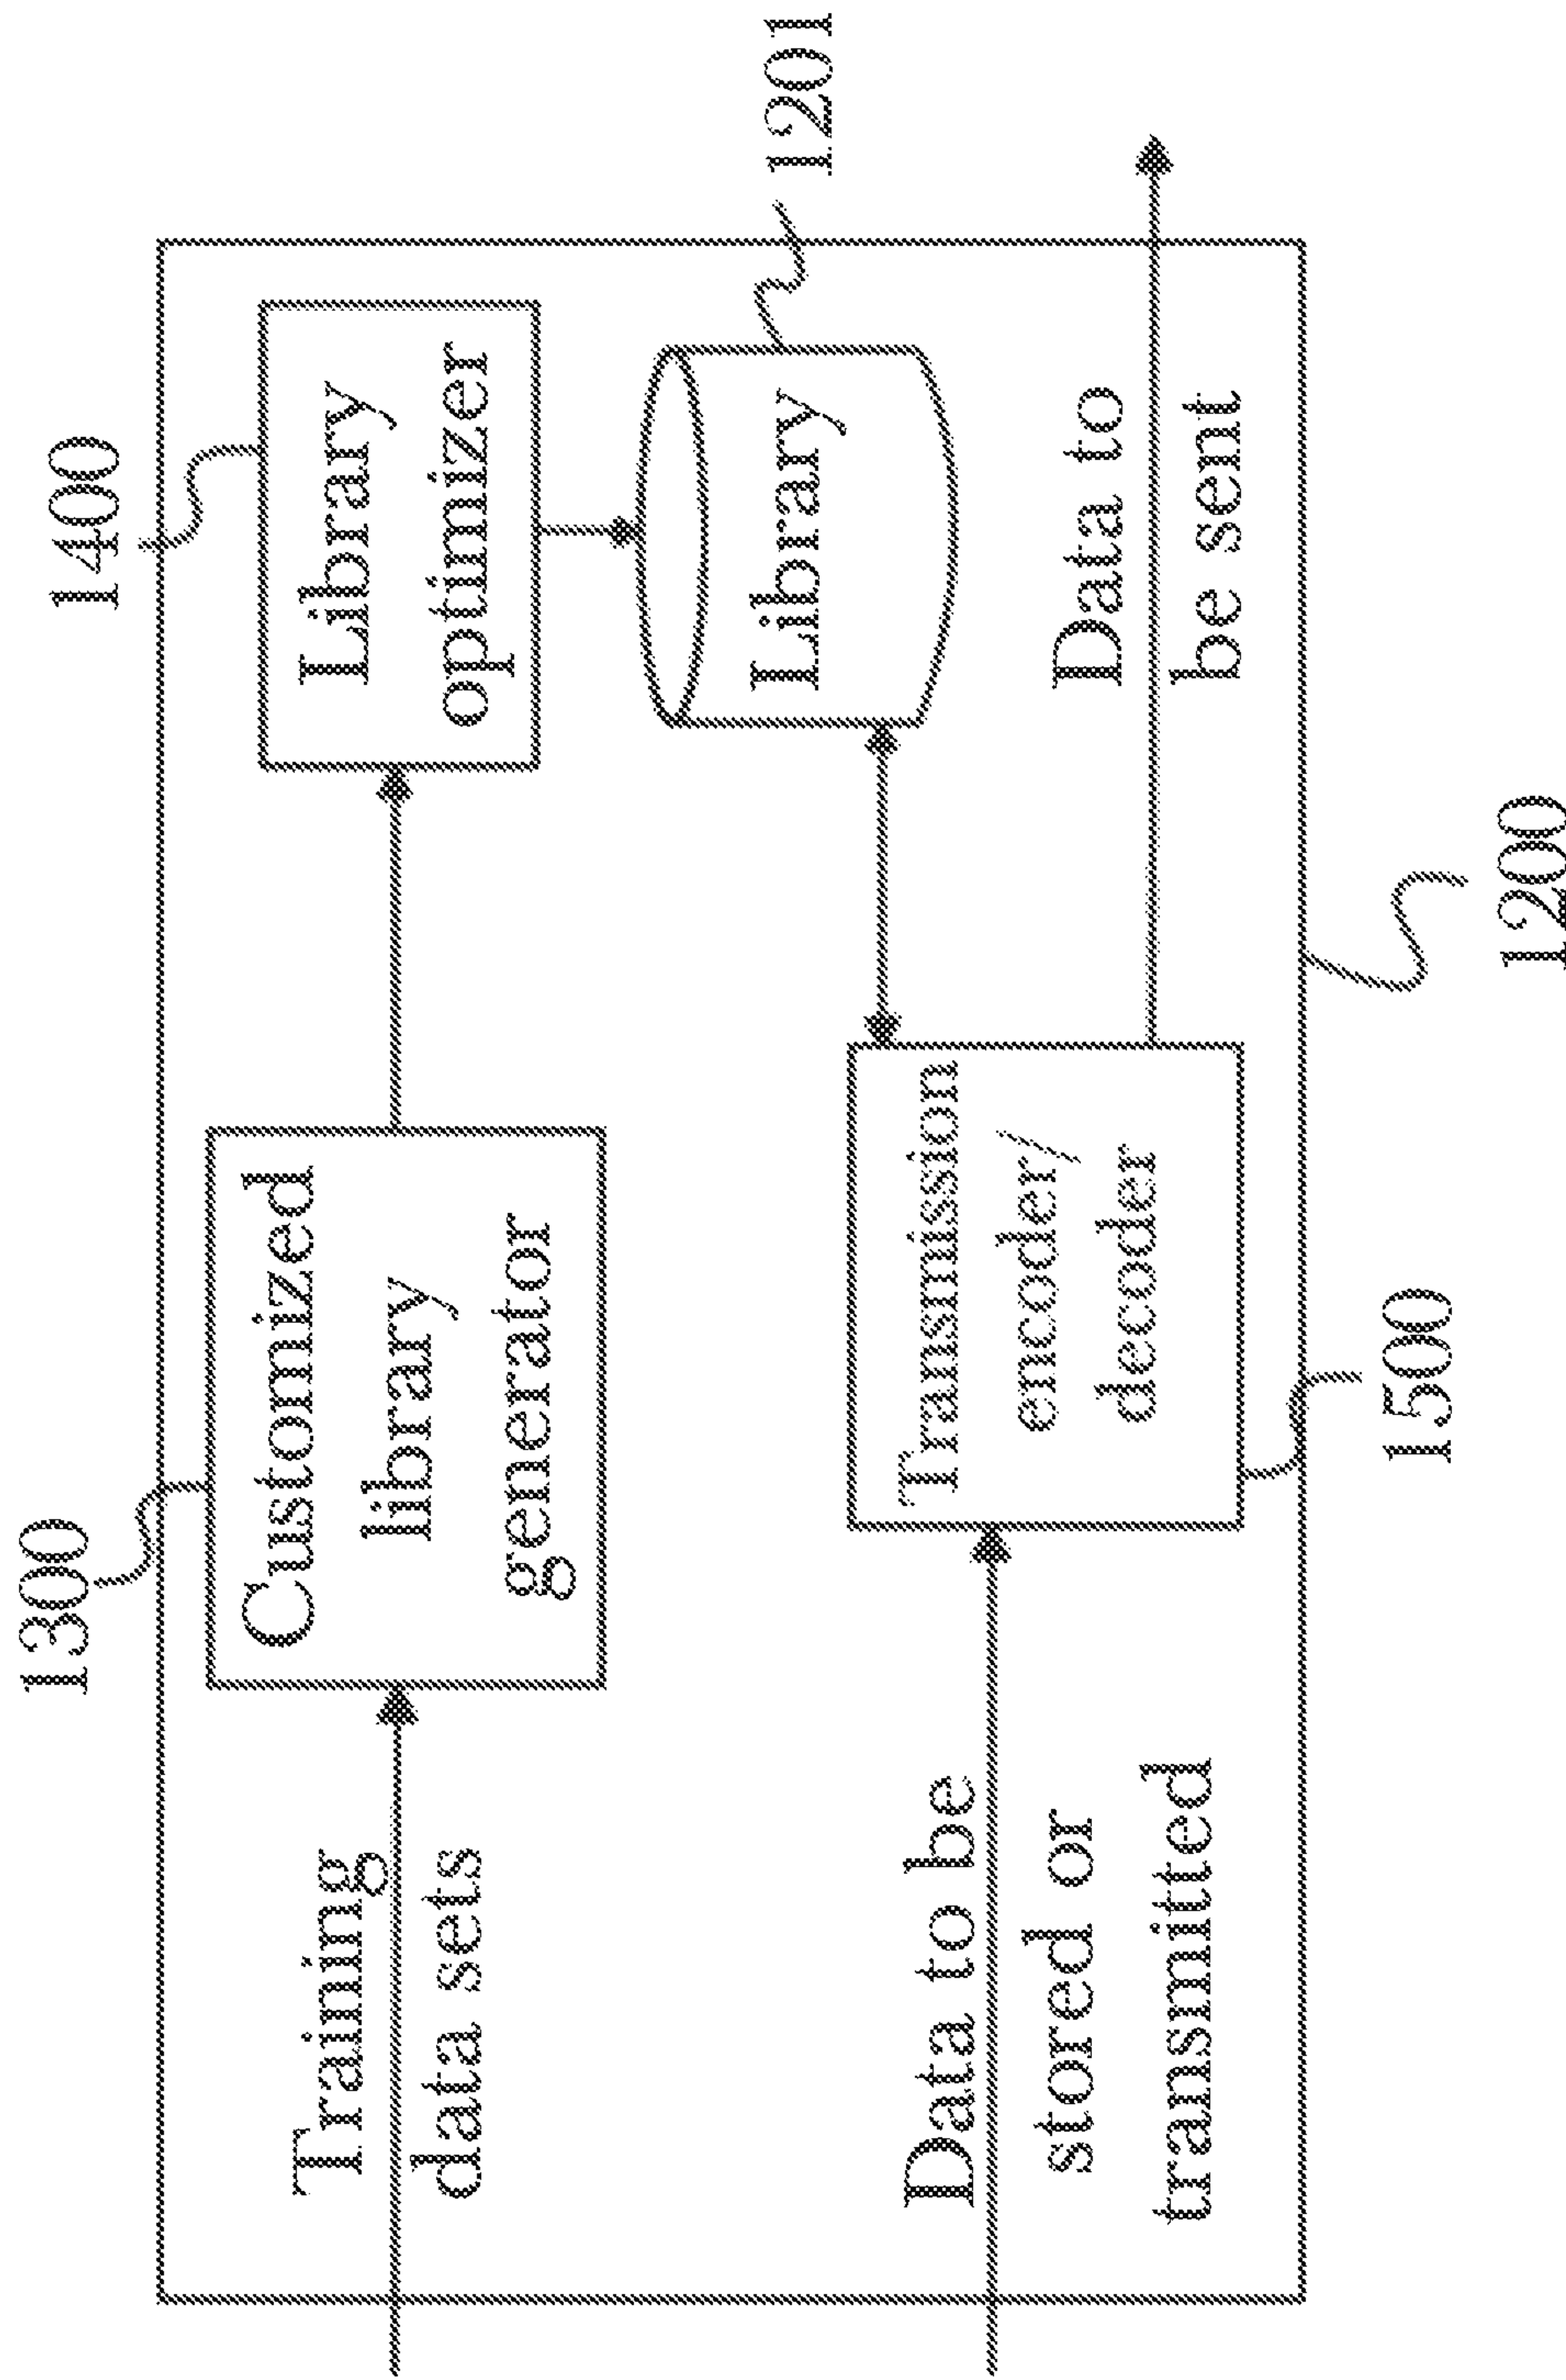 1300
1400
Training
data sets
Customized
library
generator
Library
optimizer
Library
1201
Data to be
stored or
transmitted
Transmission
encoder/
decoder
Data to
be sent
1500
1200